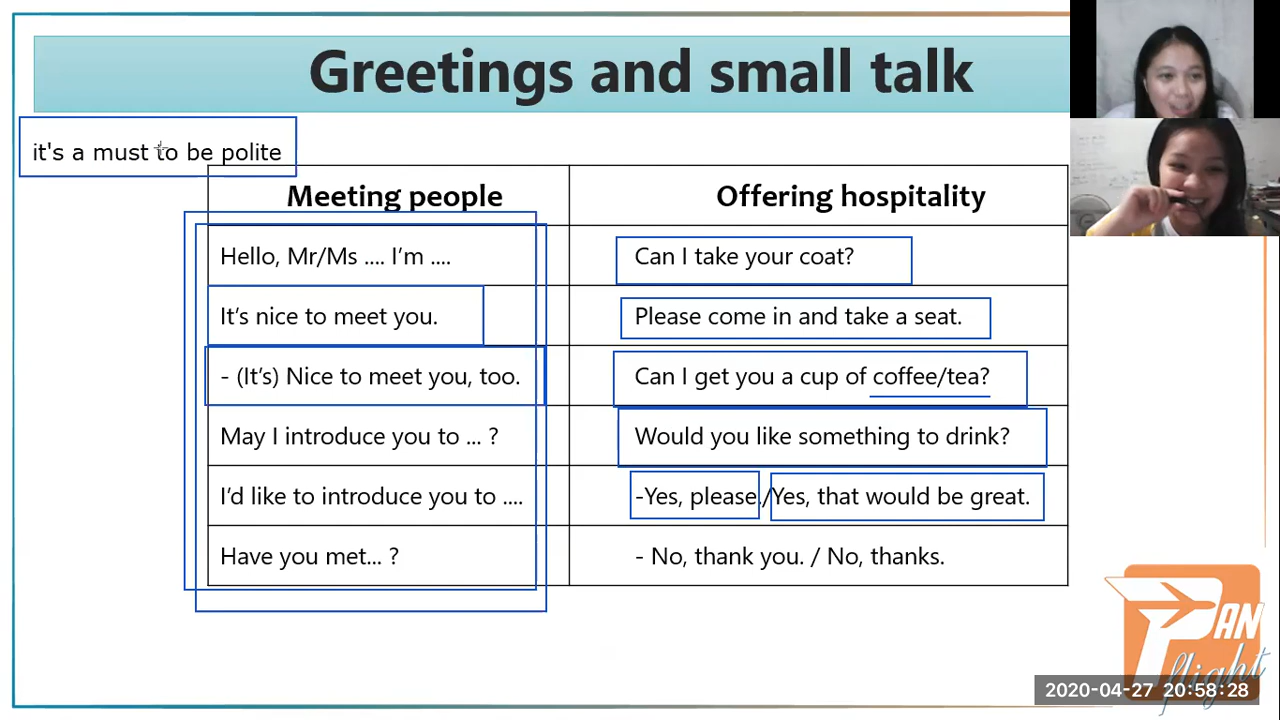 Greetings and small talk
it's a must to be polite
Meeting people
Offering hospitality
Hello, Mr/Ms .... I'm ....
Can I take your coat?
It's nice to meet you.
Please come in and take a seat.
- (It's) Nice to meet you, too.
Can I get you a cup of coffee/tea?
May I introduce you to ... ?
Would you like something to drink?
I'd like to introduce you to ....
-Yes, please./Yes, that would be great.
Have you met... ?
- No, thank you. / No, thanks.
PAN
flight
2020-04-27 20:58:28